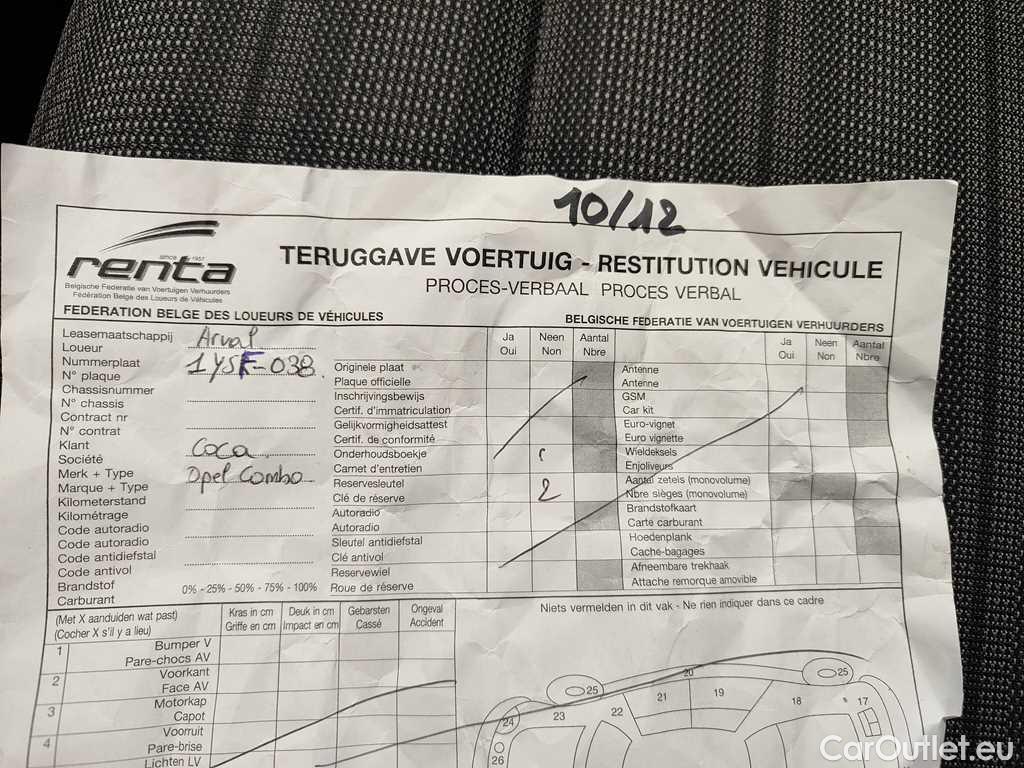 10/12
since 1957
renta
Belgische Federatie van Voertuigen Verhuurders
Fédération Belge des Loueurs de Véhicules
TERUGGAVE VOERTUIG - RESTITUTION VEHICULE
PROCES-VERBAAL PROCES VERBAL
FEDERATION BELGE DES LOUEURS DE VÉHICULES
BELGISCHE FEDERATIE VAN VOERTUIGEN VERHUURDERS
Leasemaatschappij Arval
Loueur
Nummerplaat 1YSF-038
N° plaque
Chassisnummer
N° chassis
Contract nr
N° contrat
Klant Coca
Société
Merk + Type Opel Combo
Marque + Type
Kilometerstand
Kilométrage
Code autoradio
Code autoradio
Code antidiefstal
Code antivol
Brandstof 0% - 25% - 50% - 75% - 100%
Carburant
Ja Neen Aantal
Oui Non Nbre
Originele plaat
Plaque officielle
Inschrijvingsbewijs
Certif. d'immatriculation
Gelijkvormigheidsattest
Certif. de conformité
Onderhoudsboekje
Carnet d'entretien
Reservesleutel 2
Clé de réserve
Autoradio
Autoradio
Sleutel antidiefstal
Clé antivol
Reservewiel
Roue de réserve
Ja Neen Aantal
Oui Non Nbre
Antenne
Antenne
GSM
Car kit
Euro-vignet
Euro vignette
Wieldeksels
Enjoliveurs
Aantal zetels (monovolume)
Nbre sièges (monovolume)
Brandstofkaart
Carte carburant
Hoedenplank
Cache-bagages
Afneembare trekhaak
Attache remorque amovible
(Met X aanduiden wat past)
(Cocher X s'il y a lieu)
Kras in cm Deuk in cm Gebarsten Ongeval
Griffe en cm Impact en cm Cassé Accident
1 Bumper V
Pare-chocs AV
2 Voorkant
Face AV
3 Motorkap
Capot
4 Voorruit
Pare-brise
Lichten LV
Niets vermelden in dit vak - Ne rien indiquer dans ce cadre
20
25 25
21 19
24 23 22 18 17
26
CarOutlet.eu